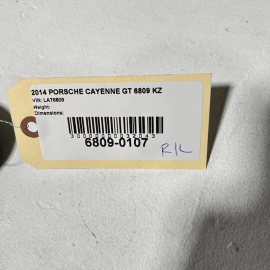 2014 PORSCHE CAYENNE GT 6809 KZ
VIN: LA76809
Weight:
Dimensions:
6809-0107
R/L